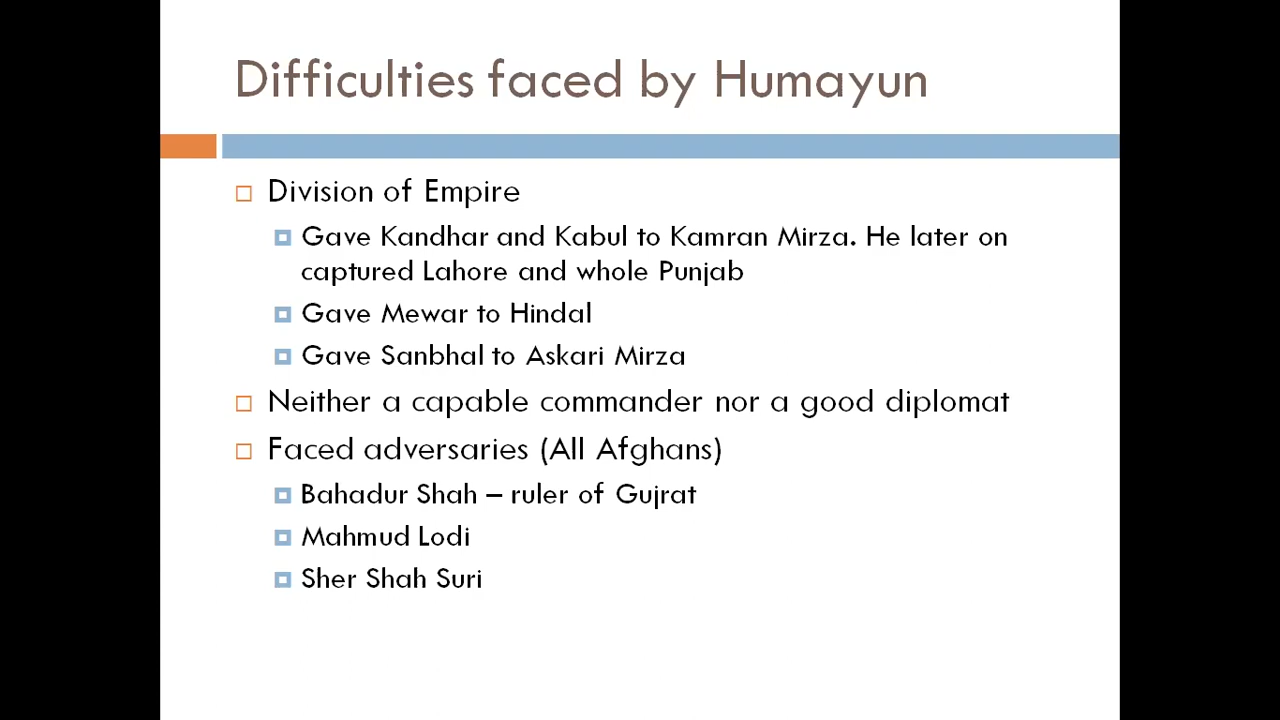 Difficulties faced by Humayun
Division of Empire
Gave Kandhar and Kabul to Kamran Mirza. He later on
captured Lahore and whole Punjab
Gave Mewar to Hindal
Gave Sanbhal to Askari Mirza
Neither a capable commander nor a good diplomat
Faced adversaries (All Afghans)
Bahadur Shah – ruler of Gujrat
Mahmud Lodi
Sher Shah Suri